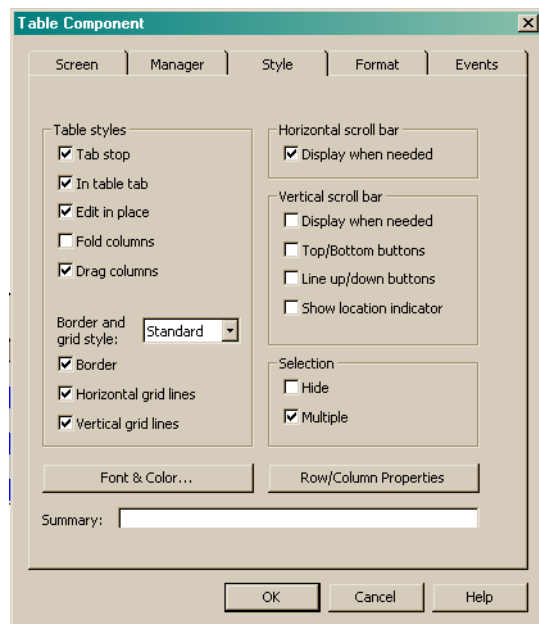 Table Component
Screen Manager Style Format Events
Table styles
Tab stop
In table tab
Edit in place
Fold columns
Drag columns
Border and
grid style:
Standard
Border
Horizontal grid lines
Vertical grid lines
Horizontal scroll bar
Display when needed
Vertical scroll bar
Display when needed
Top/Bottom buttons
Line up/down buttons
Show location indicator
Selection
Hide
Multiple
Font & Color...
Row/Column Properties
Summary:
OK Cancel Help